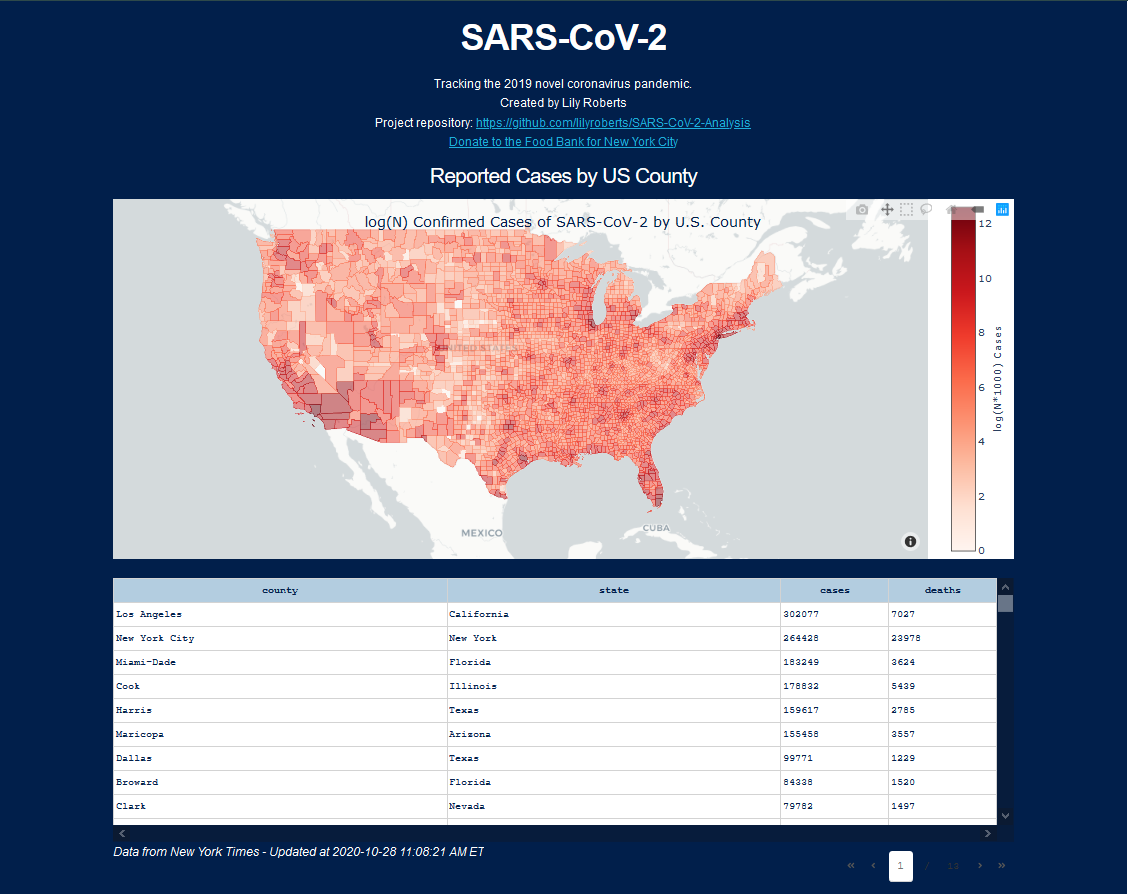 SARS-CoV-2
Tracking the 2019 novel coronavirus pandemic.
Created by Lily Roberts
Project repository: https://github.com/lilyroberts/SARS-CoV-2-Analysis
Donate to the Food Bank for New York City
Reported Cases by US County
log(N) Confirmed Cases of SARS-CoV-2 by U.S. County
12
10
8
6
4
2
0
log(N*1000) Cases
UNITED STATES
MEXICO
CUBA
county state cases deaths
Los Angeles California 302077 7027
New York City New York 264428 23978
Miami-Dade Florida 183249 3624
Cook Illinois 178832 5439
Harris Texas 159617 2785
Maricopa Arizona 155458 3557
Dallas Texas 99771 1229
Broward Florida 84338 1520
Clark Nevada 79782 1497
Data from New York Times - Updated at 2020-10-28 11:08:21 AM ET
« ‹ 1 / 19 › »